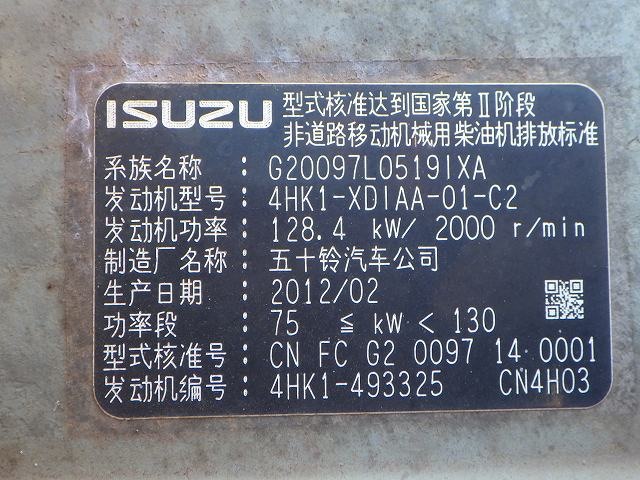 ISUZU 型式核准达到国家第Ⅱ阶段
非道路移动机械用柴油机排放标准
系族名称 : G20097L0519IXA
发动机型号 : 4HK1-XDIAA-01-C2
发动机功率 : 128.4 kW/ 2000 r/min
制造厂名称 : 五十铃汽车公司
生产日期 : 2012/02
功率段 : 75 ≦ kW < 130
型式核准号 : CN FC G2 0097 14 0001
发动机编号 : 4HK1-493325 CN4H03